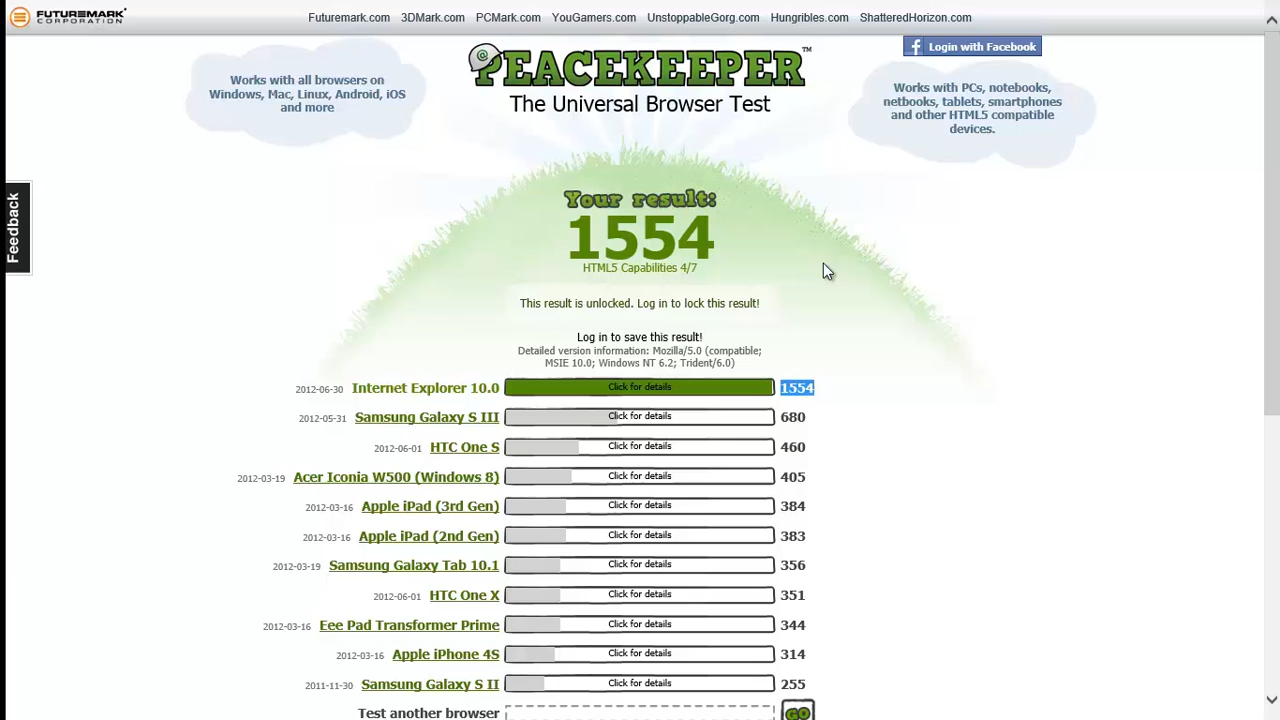 FUTUREMARK CORPORATION
Futuremark.com 3DMark.com PCMark.com YouGamers.com UnstoppableGorg.com Hungribles.com ShatteredHorizon.com
Login with Facebook
PEACEKEEPER™
The Universal Browser Test
Works with all browsers on
Windows, Mac, Linux, Android, iOS
and more
Works with PCs, notebooks,
netbooks, tablets, smartphones
and other HTML5 compatible
devices.
Feedback
Your result:
1554
HTML5 Capabilities 4/7
This result is unlocked. Log in to lock this result!
Log in to save this result!
Detailed version information: Mozilla/5.0 (compatible;
MSIE 10.0; Windows NT 6.2; Trident/6.0)
2012-06-30 Internet Explorer 10.0 Click for details 1554
2012-05-31 Samsung Galaxy S III Click for details 680
2012-06-01 HTC One S Click for details 460
2012-03-19 Acer Iconia W500 (Windows 8) Click for details 405
2012-03-16 Apple iPad (3rd Gen) Click for details 384
2012-03-16 Apple iPad (2nd Gen) Click for details 383
2012-03-19 Samsung Galaxy Tab 10.1 Click for details 356
2012-06-01 HTC One X Click for details 351
2012-03-16 Eee Pad Transformer Prime Click for details 344
2012-03-16 Apple iPhone 4S Click for details 314
2011-11-30 Samsung Galaxy S II Click for details 255
Test another browser GO